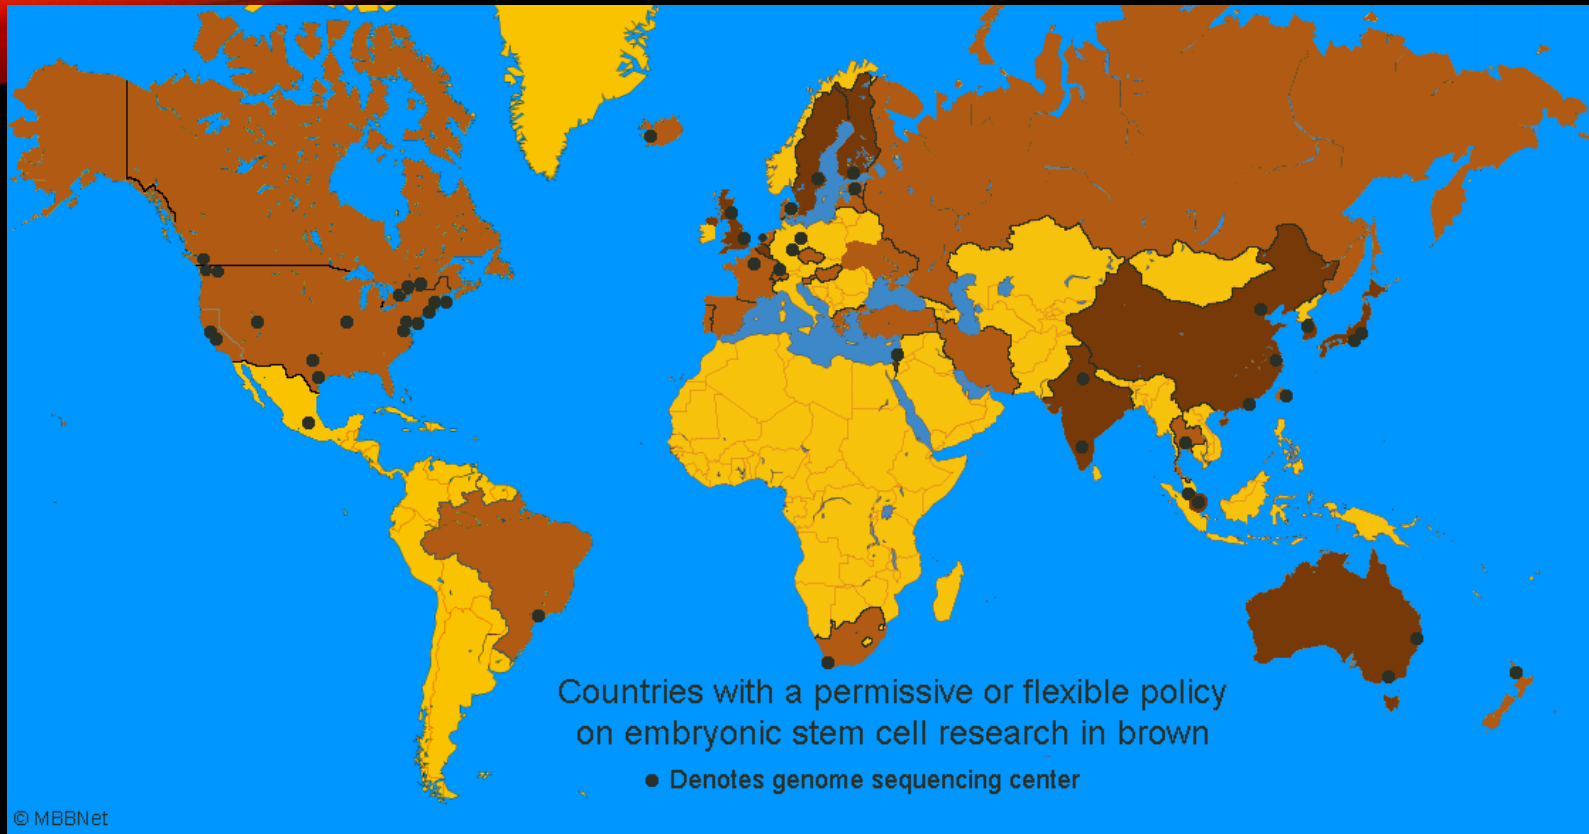 Countries with a permissive or flexible policy
on embryonic stem cell research in brown
Denotes genome sequencing center
© MBBNet